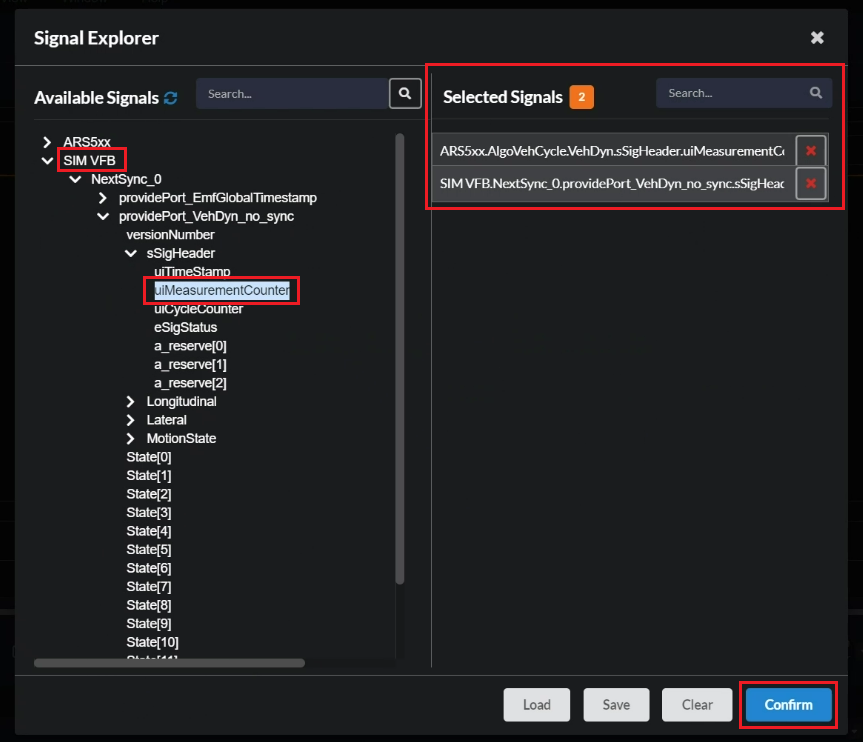 Signal Explorer
Available Signals
Search...
ARS5xx
SIM VFB
NextSync_0
providePort_EmfGlobalTimestamp
providePort_VehDyn_no_sync
versionNumber
sSigHeader
uiTimeStamp
uiMeasurementCounter
uiCycleCounter
eSigStatus
a_reserve[0]
a_reserve[1]
a_reserve[2]
Longitudinal
Lateral
MotionState
State[0]
State[1]
State[2]
State[3]
State[4]
State[5]
State[6]
State[7]
State[8]
State[9]
State[10]
State[11]
Selected Signals 2
Search...
ARS5xx.AlgoVehCycle.VehDyn.sSigHeader.uiMeasurementCo
SIM VFB.NextSync_0.providePort_VehDyn_no_sync.sSigHeac
Load
Save
Clear
Confirm